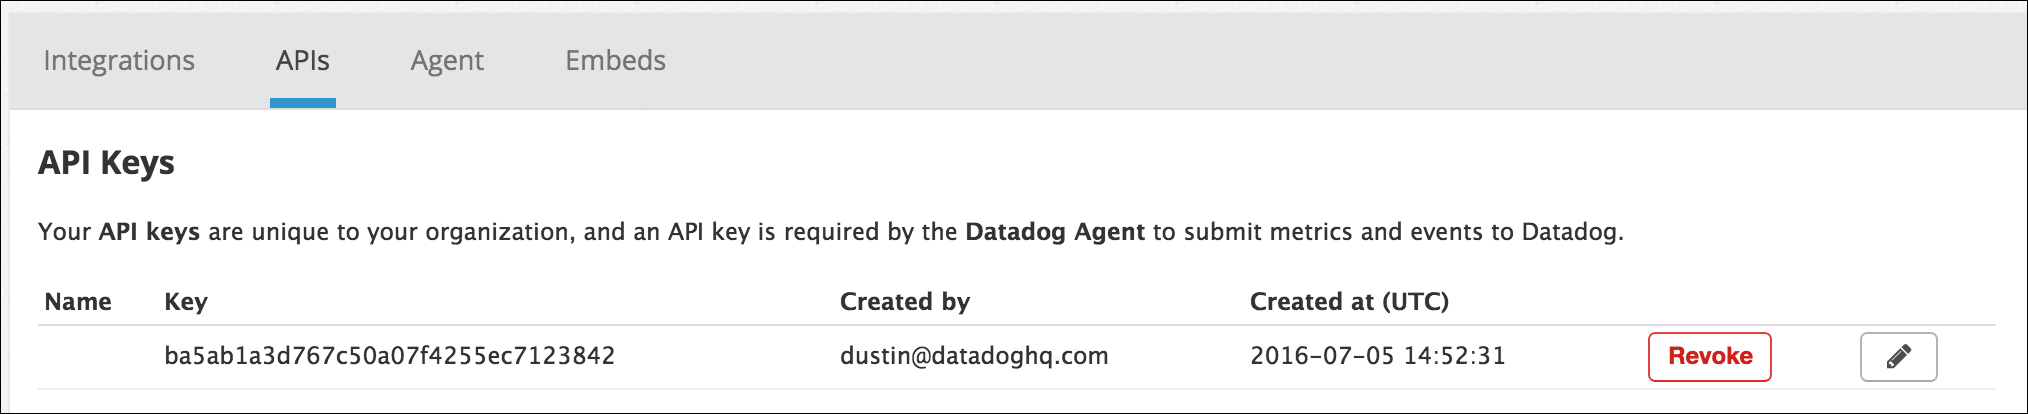 Integrations APIs Agent Embeds
API Keys
Your API keys are unique to your organization, and an API key is required by the Datadog Agent to submit metrics and events to Datadog.
Name Key Created by Created at (UTC)
ba5ab1a3d767c50a07f4255ec7123842 dustin@datadoghq.com 2016-07-05 14:52:31 Revoke